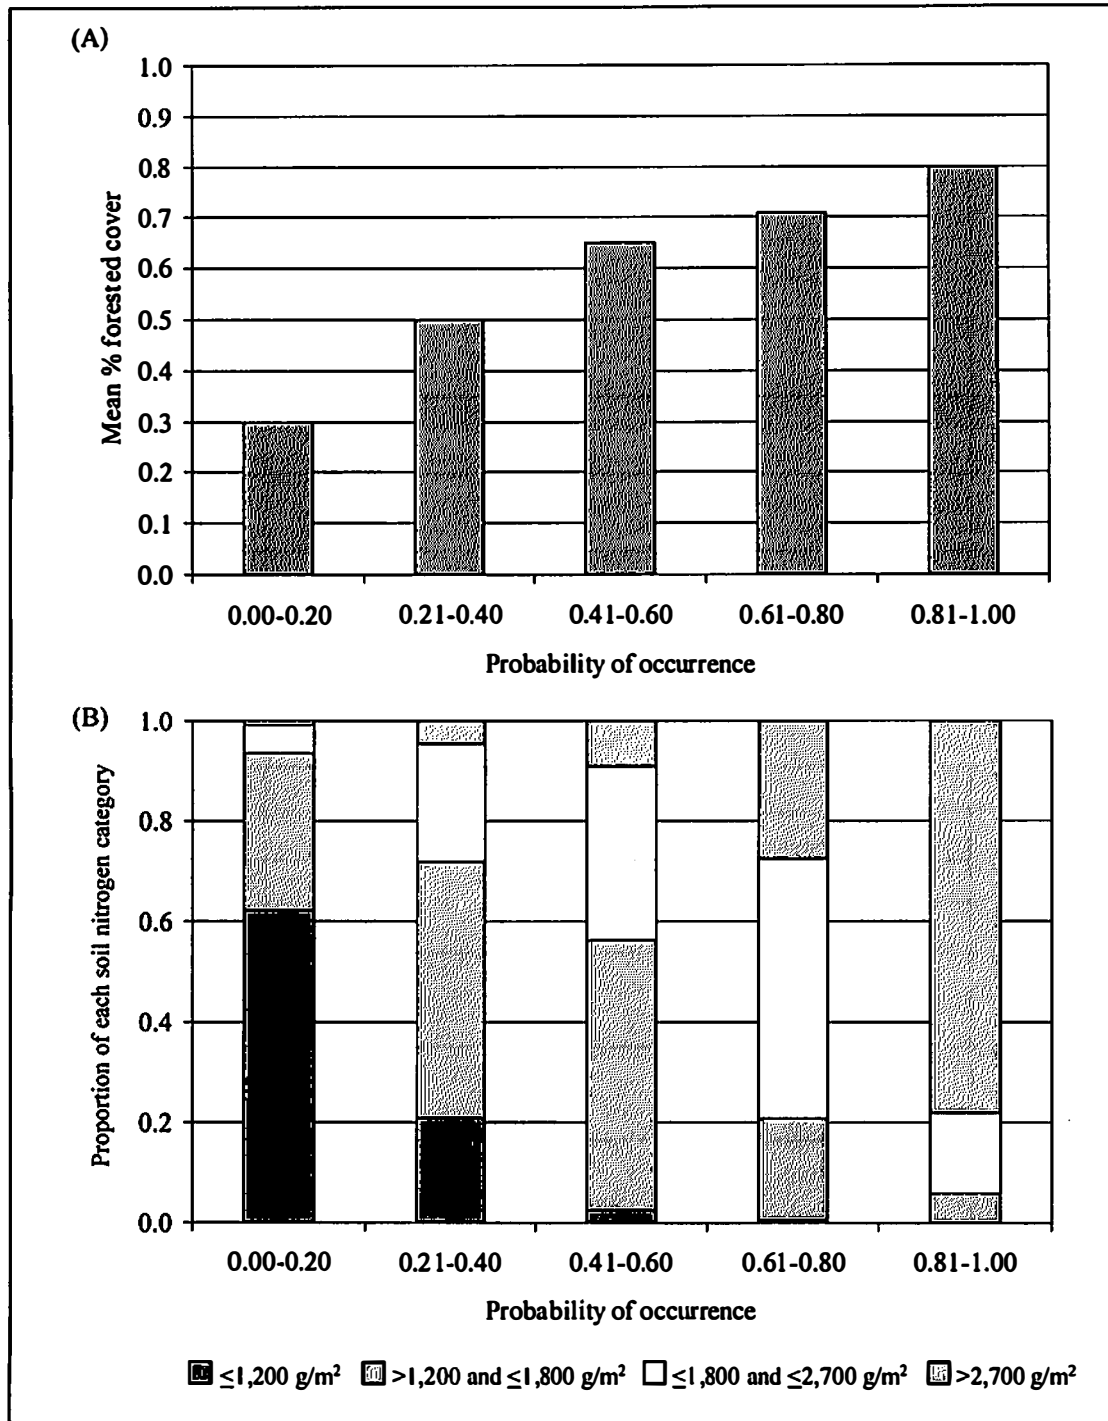 (A)
1.0
0.9
0.8
0.7
0.6
0.5
0.4
0.3
0.2
0.1
0.0
Mean % forested cover
0.00-0.20 0.21-0.40 0.41-0.60 0.61-0.80 0.81-1.00
Probability of occurrence
(B)
1.0
0.8
0.6
0.4
0.2
0.0
Proportion of each soil nitrogen category
0.00-0.20 0.21-0.40 0.41-0.60 0.61-0.80 0.81-1.00
Probability of occurrence
≤1,200 g/m² >1,200 and ≤1,800 g/m² ≤1,800 and ≤2,700 g/m² >2,700 g/m²